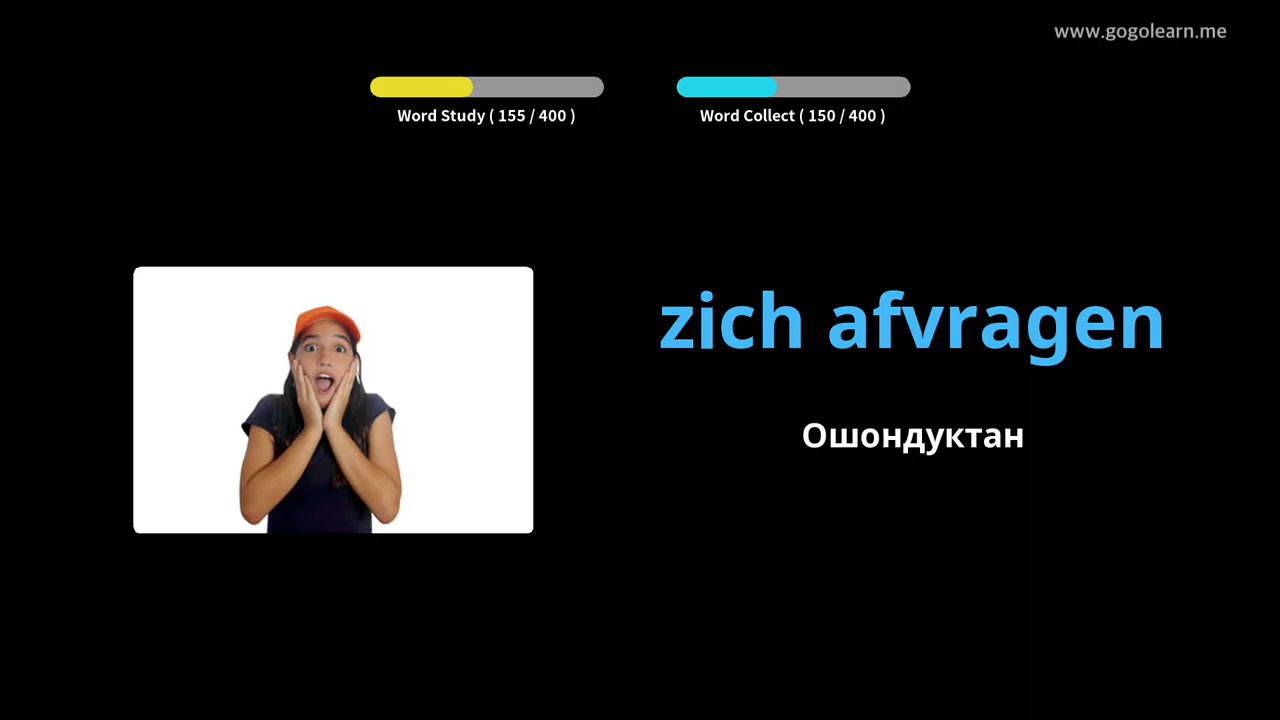 www.gogolearn.me
Word Study ( 155 / 400 )
Word Collect ( 150 / 400 )
zich afvragen
Ошондуктан